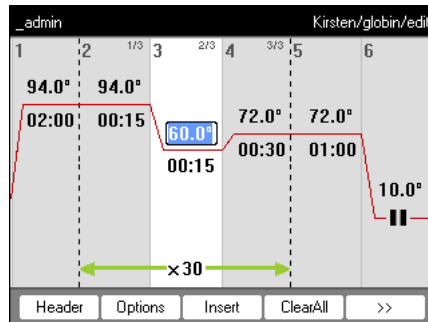 _admin Kirsten/globin/edit
1 2 1/3 3 2/3 4 3/3 5 6
94.0° 94.0°
02:00 00:15
60.0°
00:15
72.0° 72.0°
00:30 01:00
10.0°
×30
Header Options Insert ClearAll >>